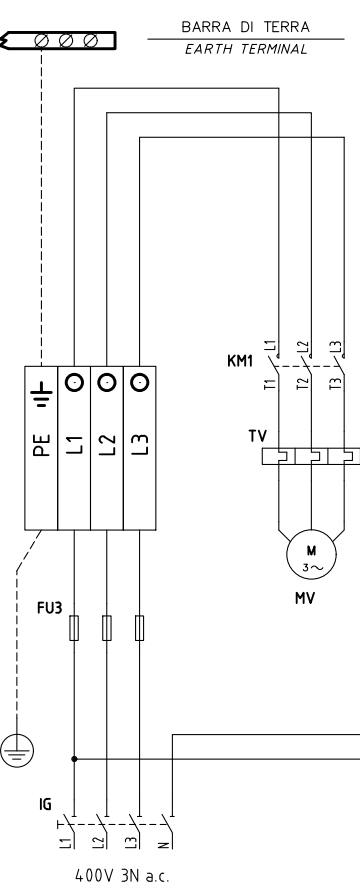 BARRA DI TERRA
EARTH TERMINAL
KM1
L1 L2 L3
T1 T2 T3
TV
PE L1 L2 L3
M
3~
MV
FU3
IG
L1 L2 L3 N
400V 3N a.c.